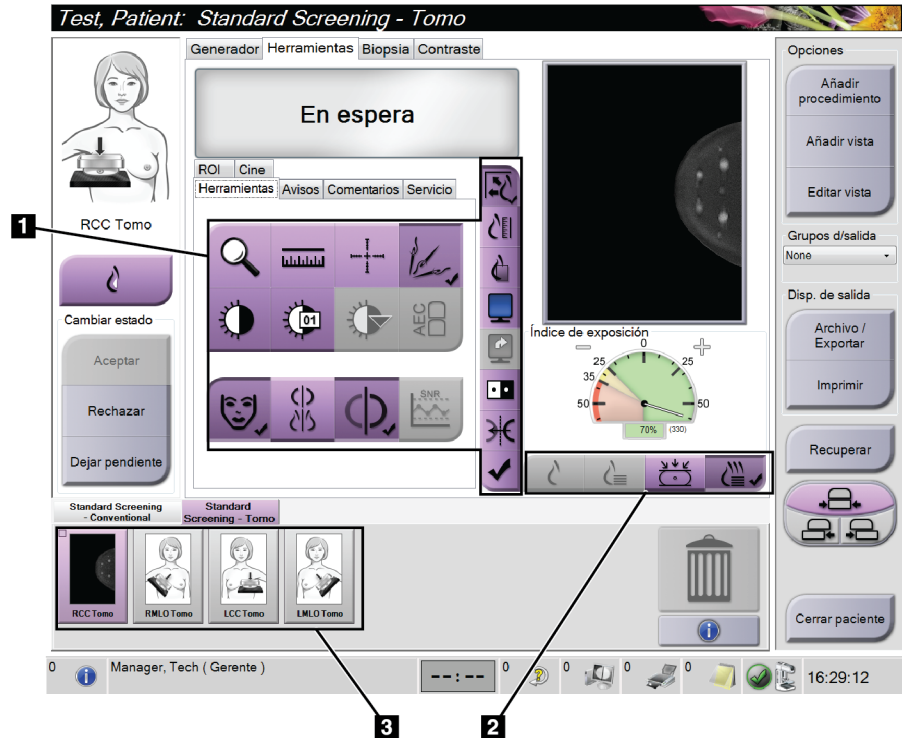 Test, Patient: Standard Screening - Tomo
Generador Herramientas Biopsia Contraste
Opciones
En espera
Añadir
procedimiento
Añadir vista
Editar vista
ROI Cine
Herramientas Avisos Comentarios Servicio
RCC Tomo
1
Grupos d/salida
None
Cambiar estado
Aceptar
Rechazar
Dejar pendiente
01
AEC
SNR
Índice de exposición
0
25
25
35
50
50
70% (330)
Disp. de salida
Archivo /
Exportar
Imprimir
Recuperar
Standard Screening
- Conventional
Standard
Screening - Tomo
RCC Tomo
RMLO Tomo
LCC Tomo
LMLO Tomo
Cerrar paciente
0
Manager, Tech ( Gerente )
--:--
0
0
0
0
16:29:12
3
2